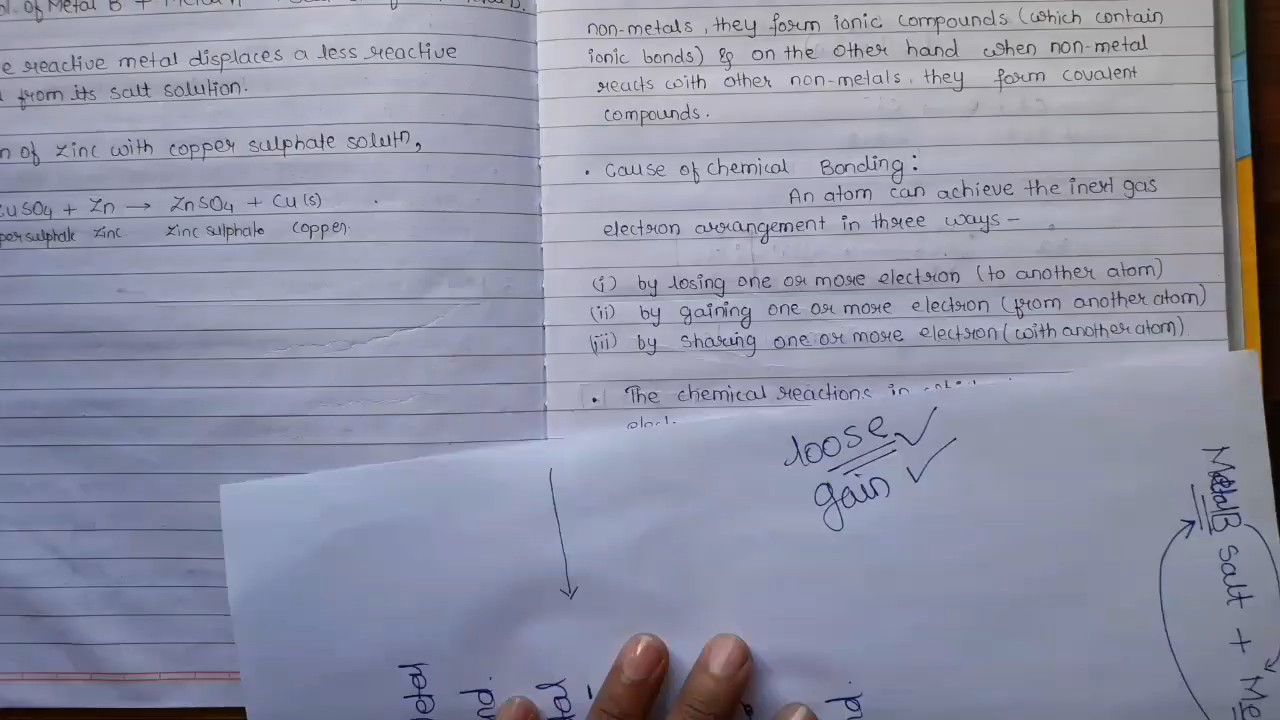 e reactive metal displaces a less reactive
from its salt solution.
n of zinc with copper sulphate solutn,
CuSO4 + Zn → ZnSO4 + Cu(s)
per sulphate zinc zinc sulphate copper
non-metals, they form ionic compounds (which contain
ionic bonds) & on the other hand when non-metal
reacts with other non-metals, they form covalent
compounds.
• Cause of chemical Bonding:
An atom can achieve the inert gas
electron arrangement in three ways –
(i) by losing one or more electron (to another atom)
(ii) by gaining one or more electron (from another atom)
(iii) by sharing one or more electron (with another atom)
• The chemical reactions in
loose ✓
gain ✓
Metal B salt + Me